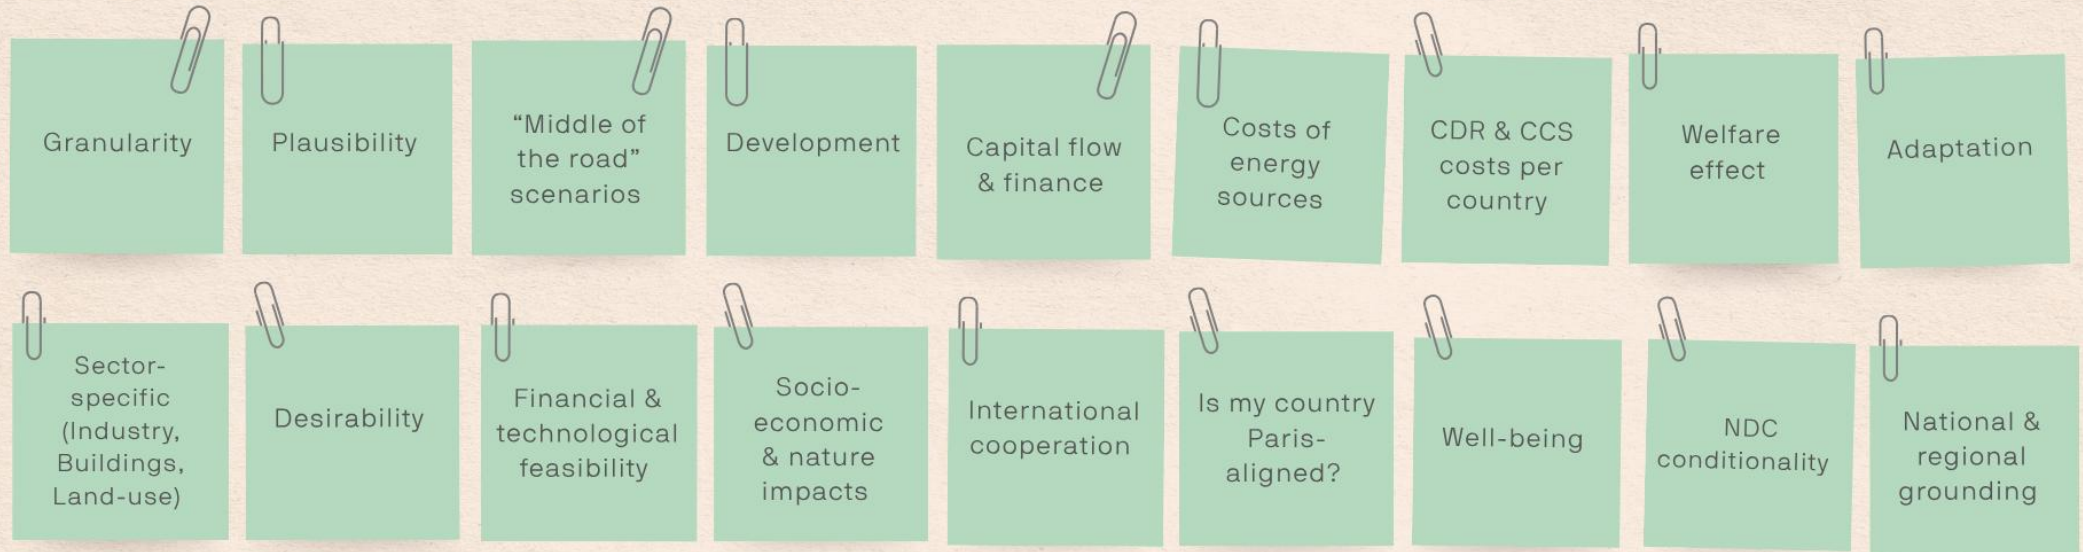 Granularity
Plausibility
“Middle of
the road”
scenarios
Development
Capital flow
& finance
Costs of
energy
sources
CDR & CCS
costs per
country
Welfare
effect
Adaptation
Sector-
specific
(Industry,
Buildings,
Land-use)
Desirability
Financial &
technological
feasibility
Socio-
economic
& nature
impacts
International
cooperation
Is my country
Paris-
aligned?
Well-being
NDC
conditionality
National &
regional
grounding